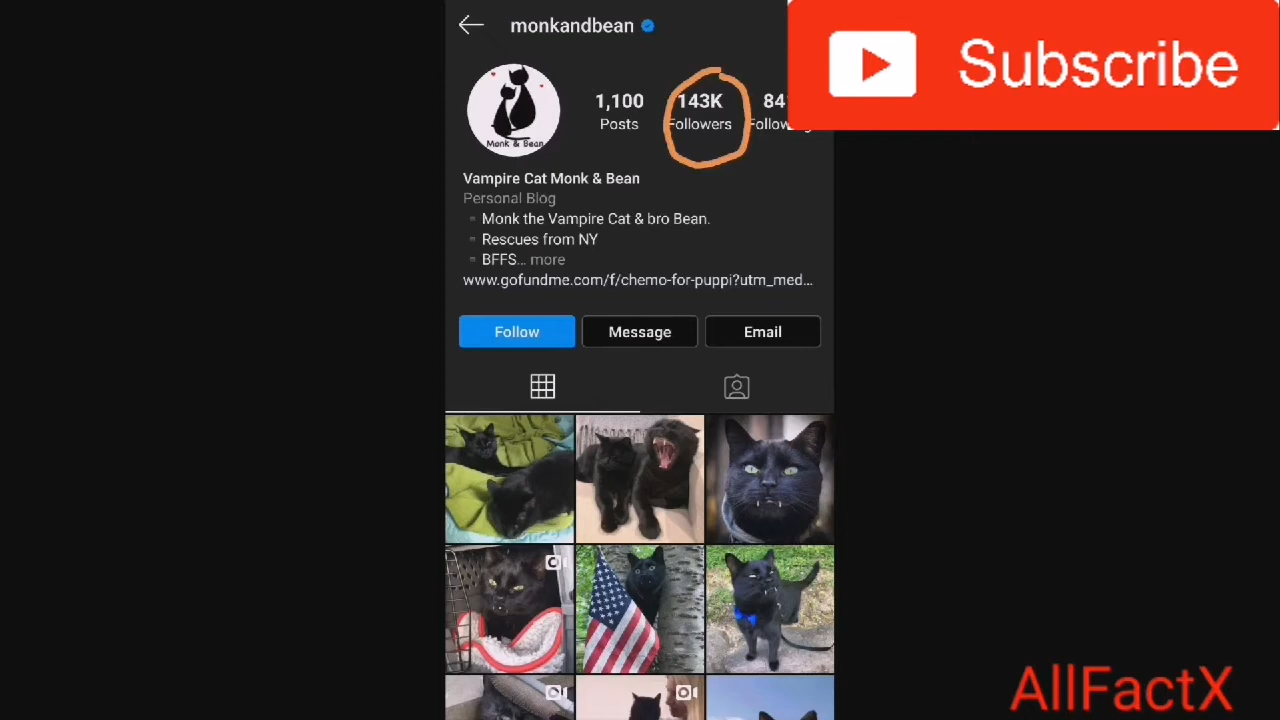 monkandbean
Subscribe
1,100
143K
84
Posts
Followers
Monk & Bean
Vampire Cat Monk & Bean
Personal Blog
Monk the Vampire Cat & bro Bean.
Rescues from NY
BFFS... more
www.gofundme.com/f/chemo-for-puppi?utm_med...
Follow
Message
Email
AllFactX